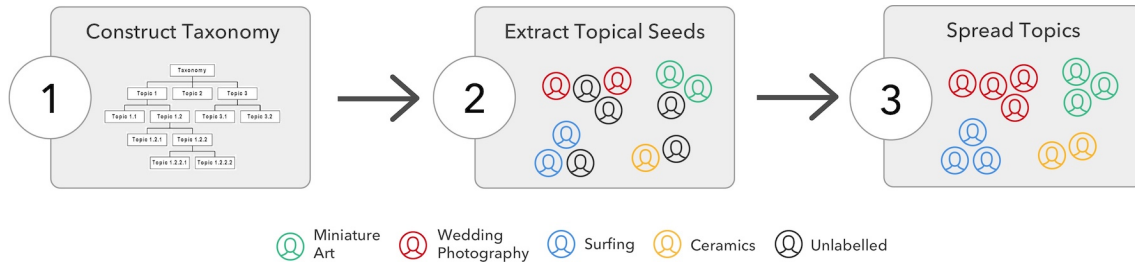 Construct Taxonomy
1
Taxonomy
Topic 1
Topic 2
Topic 3
Topic 1.1
Topic 1.2
Topic 3.1
Topic 3.2
Topic 1.2.1
Topic 1.2.2
Topic 1.2.2.1
Topic 1.2.2.2
Extract Topical Seeds
2
Spread Topics
3
Miniature
Art
Wedding
Photography
Surfing
Ceramics
Unlabelled